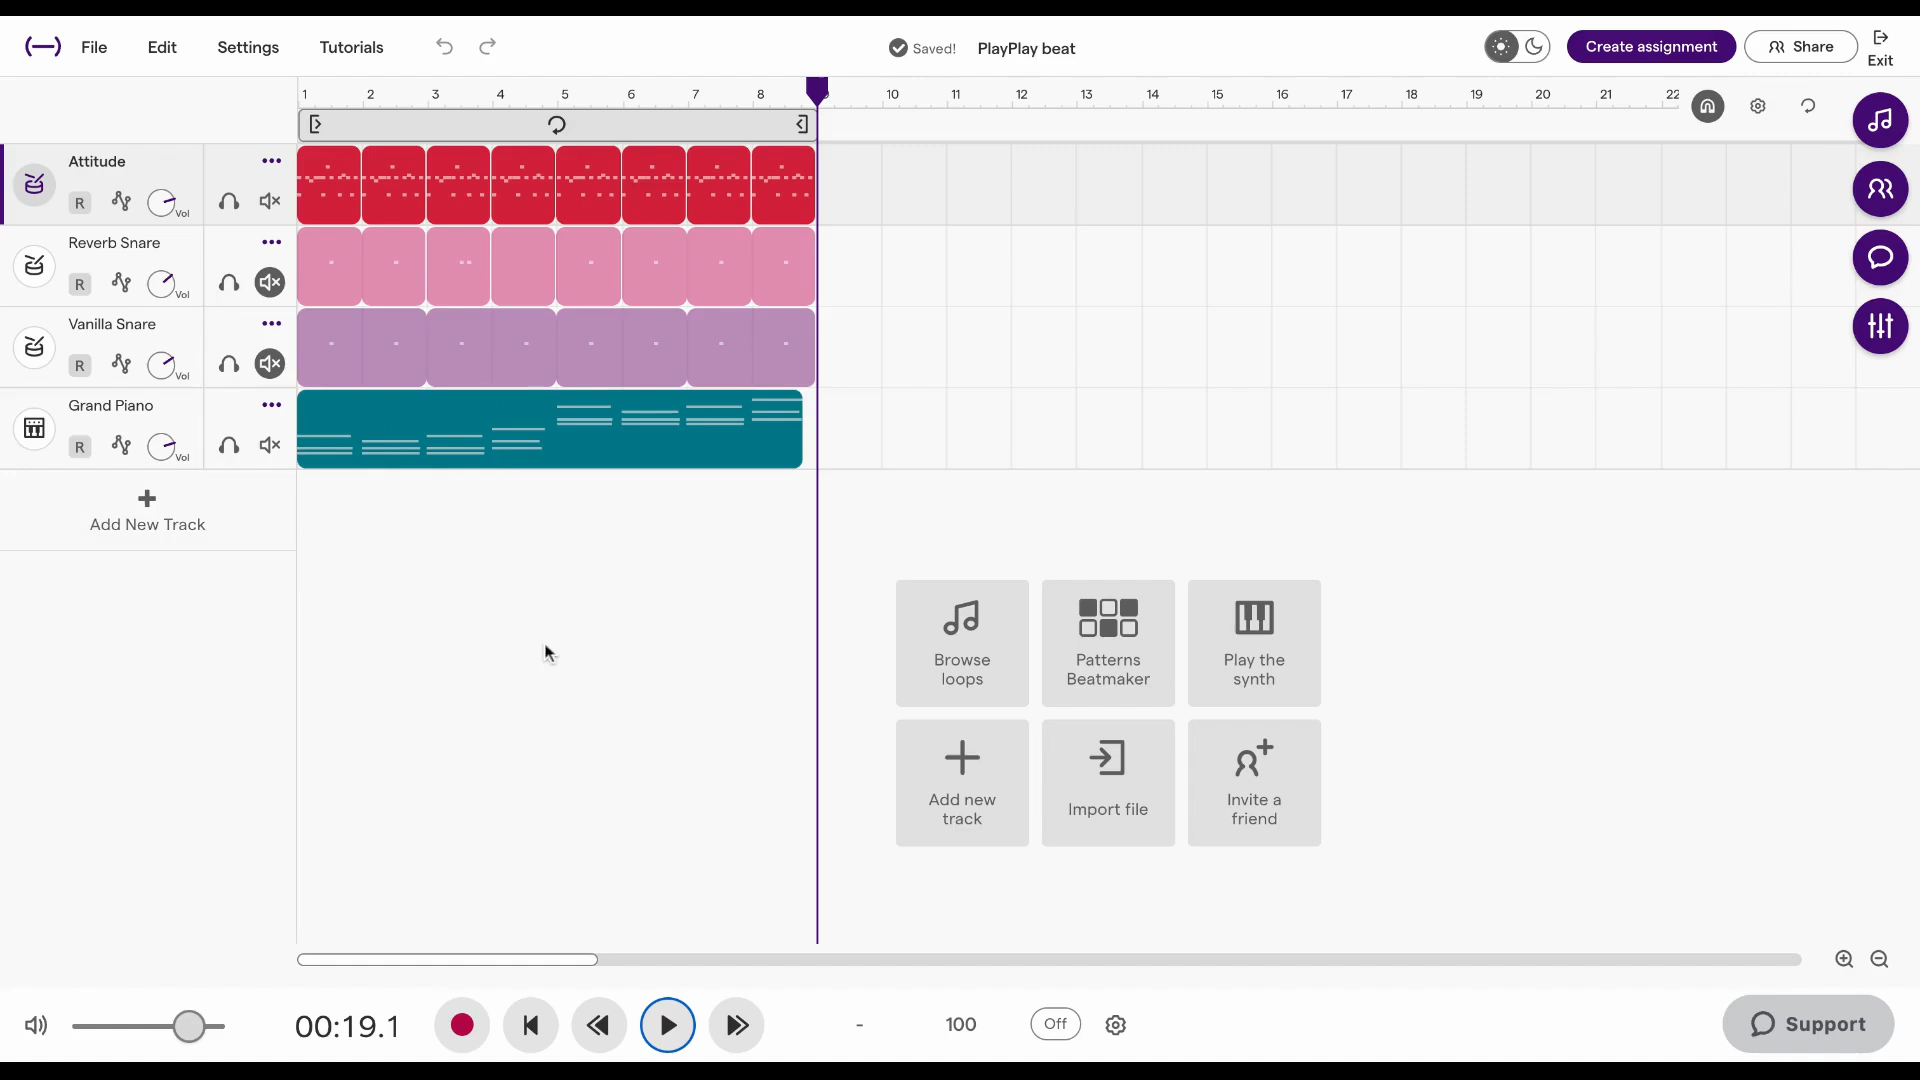 File Edit Settings Tutorials Saved! PlayPlay beat Create assignment Share Exit
1 2 3 4 5 6 7 8 10 11 12 13 14 15 16 17 18 19 20 21 22
Attitude
R Vol
Reverb Snare
R Vol
Vanilla Snare
R Vol
Grand Piano
R Vol
Add New Track
Browse
loops
Patterns
Beatmaker
Play the
synth
Add new
track
Import file
Invite a
friend
00:19.1 - 100 Off Support